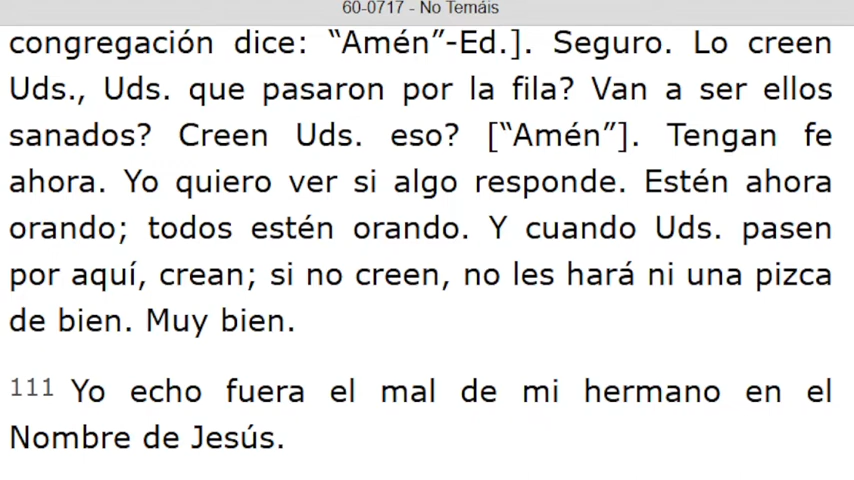 60-0717 - No Temáis
congregación dice: “Amén”-Ed.]. Seguro. Lo creen
Uds., Uds. que pasaron por la fila? Van a ser ellos
sanados? Creen Uds. eso? [“Amén”]. Tengan fe
ahora. Yo quiero ver si algo responde. Estén ahora
orando; todos estén orando. Y cuando Uds. pasen
por aquí, crean; si no creen, no les hará ni una pizca
de bien. Muy bien.
111 Yo echo fuera el mal de mi hermano en el
Nombre de Jesús.